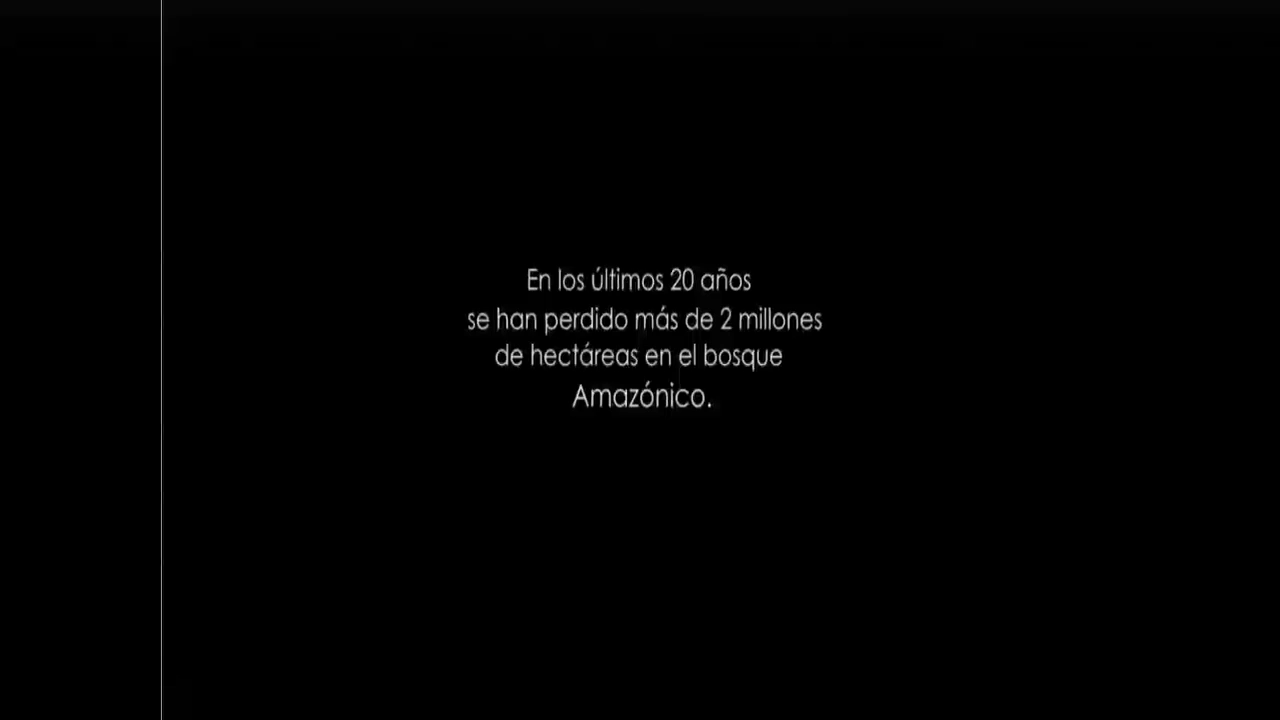 En los últimos 20 años
se han perdido más de 2 millones
de hectáreas en el bosque
Amazónico.